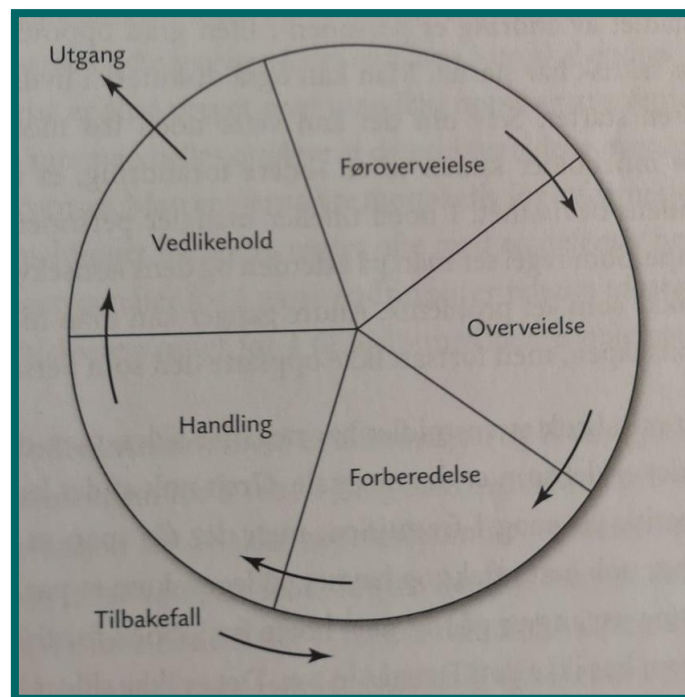 Utgang
Føroverveielse
Vedlikehold
Overveielse
Handling
Forberedelse
Tilbakefall